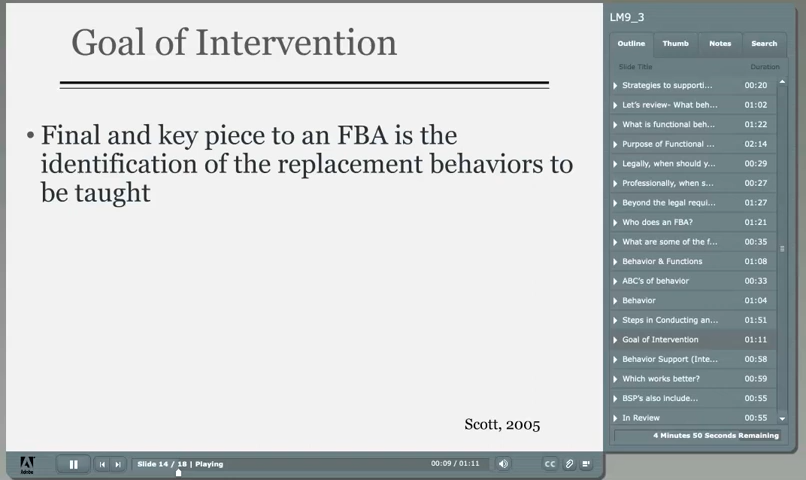 Goal of Intervention
• Final and key piece to an FBA is the
identification of the replacement behaviors to
be taught
Scott, 2005
Adobe
Slide 14 / 18 | Playing
00:09 / 01:11
CC
LM9_3
Outline Thumb Notes Search
Slide Title Duration
Strategies to supporti... 00:20
Let's review- What beh... 01:02
What is functional beh... 01:22
Purpose of Functional ... 02:14
Legally, when should y... 00:29
Professionally, when s... 00:27
Beyond the legal requi... 01:27
Who does an FBA? 01:21
What are some of the f... 00:35
Behavior & Functions 01:08
ABC's of behavior 00:33
Behavior 01:04
Steps in Conducting an... 01:51
Goal of Intervention 01:11
Behavior Support (Inte... 00:58
Which works better? 00:59
BSP's also include... 00:55
In Review 00:55
4 Minutes 50 Seconds Remaining